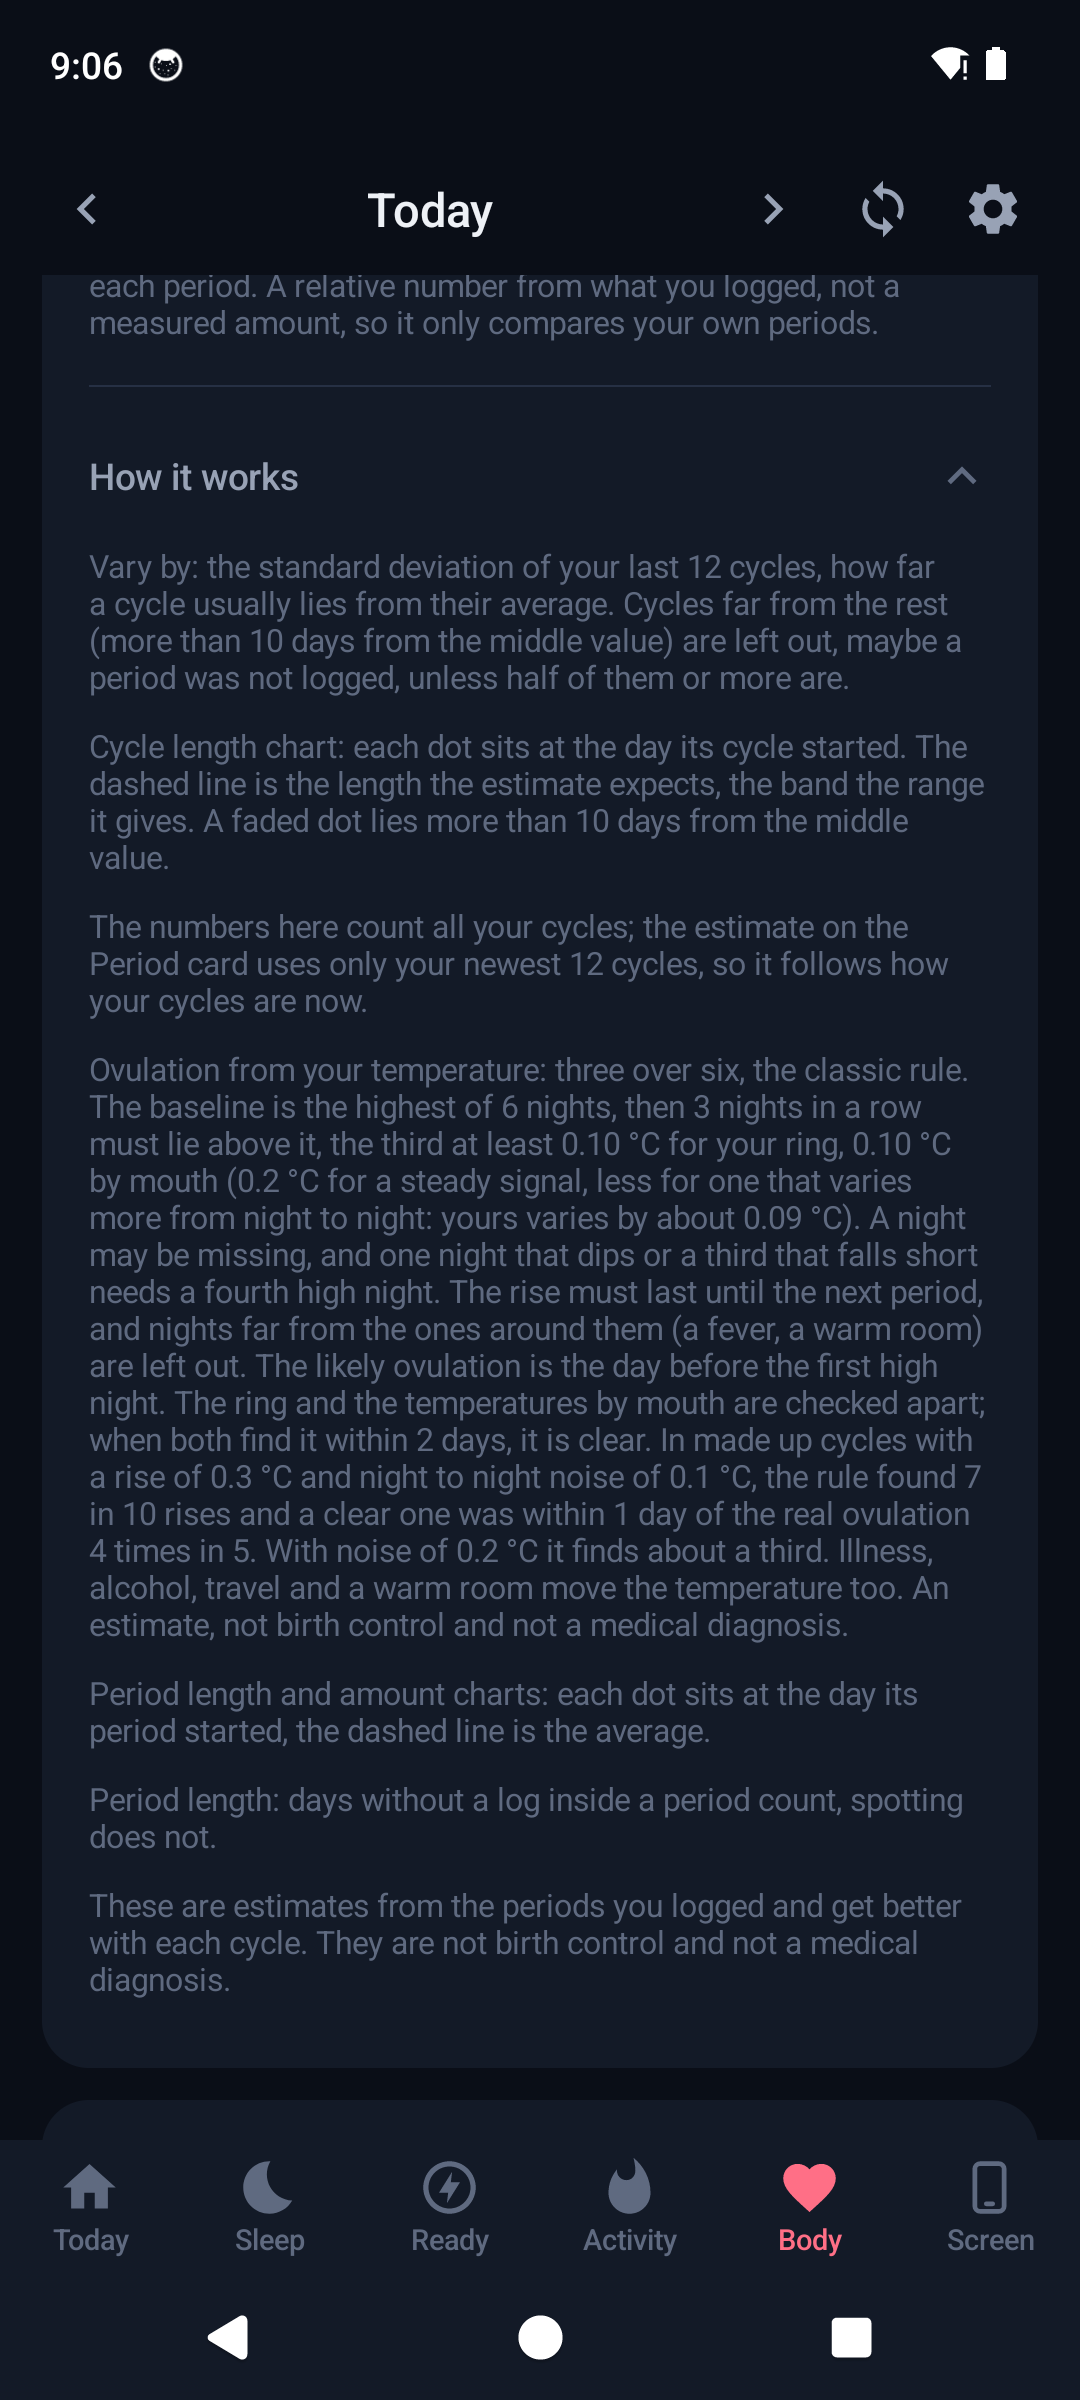 9:06
Today
each period. A relative number from what you logged, not a
measured amount, so it only compares your own periods.
How it works
Vary by: the standard deviation of your last 12 cycles, how far
a cycle usually lies from their average. Cycles far from the rest
(more than 10 days from the middle value) are left out, maybe a
period was not logged, unless half of them or more are.
Cycle length chart: each dot sits at the day its cycle started. The
dashed line is the length the estimate expects, the band the range
it gives. A faded dot lies more than 10 days from the middle
value.
The numbers here count all your cycles; the estimate on the
Period card uses only your newest 12 cycles, so it follows how
your cycles are now.
Ovulation from your temperature: three over six, the classic rule.
The baseline is the highest of 6 nights, then 3 nights in a row
must lie above it, the third at least 0.10 °C for your ring, 0.10 °C
by mouth (0.2 °C for a steady signal, less for one that varies
more from night to night: yours varies by about 0.09 °C). A night
may be missing, and one night that dips or a third that falls short
needs a fourth high night. The rise must last until the next period,
and nights far from the ones around them (a fever, a warm room)
are left out. The likely ovulation is the day before the first high
night. The ring and the temperatures by mouth are checked apart;
when both find it within 2 days, it is clear. In made up cycles with
a rise of 0.3 °C and night to night noise of 0.1 °C, the rule found 7
in 10 rises and a clear one was within 1 day of the real ovulation
4 times in 5. With noise of 0.2 °C it finds about a third. Illness,
alcohol, travel and a warm room move the temperature too. An
estimate, not birth control and not a medical diagnosis.
Period length and amount charts: each dot sits at the day its
period started, the dashed line is the average.
Period length: days without a log inside a period count, spotting
does not.
These are estimates from the periods you logged and get better
with each cycle. They are not birth control and not a medical
diagnosis.
Today Sleep Ready Activity Body Screen